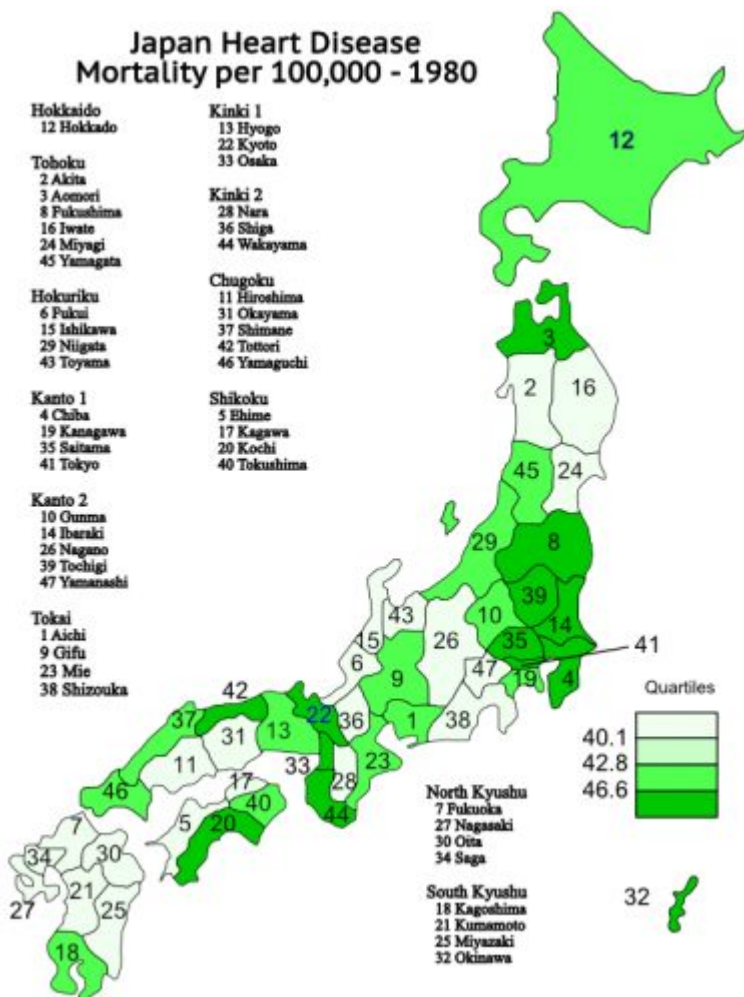 Japan Heart Disease
Mortality per 100,000 - 1980
Hokkaido
12 Hokkado
Tohoku
2 Akita
3 Aomori
8 Fukushima
16 Iwate
24 Miyagi
45 Yamagata
Hokuriku
6 Fukui
15 Ishikawa
29 Niigata
43 Toyama
Kanto 1
4 Chiba
19 Kanagawa
35 Saitama
41 Tokyo
Kanto 2
10 Gunma
14 Ibaraki
26 Nagano
39 Tochigi
47 Yamanashi
Tokai
1 Aichi
9 Gifu
23 Mie
38 Shizouka
Kinki 1
13 Hyogo
22 Kyoto
33 Osaka
Kinki 2
28 Nara
36 Shiga
44 Wakayama
Chugoku
11 Hiroshima
31 Okayama
37 Shimane
42 Tottori
46 Yamaguchi
Shikoku
5 Ehime
17 Kagawa
20 Kochi
40 Tokushima
12
3
2
16
45
24
29
8
39
43
10
14
15
26
35
41
6
47
9
19
4
42
22
36
1
38
37
13
31
23
11
33
28
46
17
44
40
5
20
7
34
30
27
21
25
18
32
Quartiles
40.1
42.8
46.6
North Kyushu
7 Fukuoka
27 Nagasaki
30 Oita
34 Saga
South Kyushu
18 Kagoshima
21 Kumamoto
25 Miyazaki
32 Okinawa